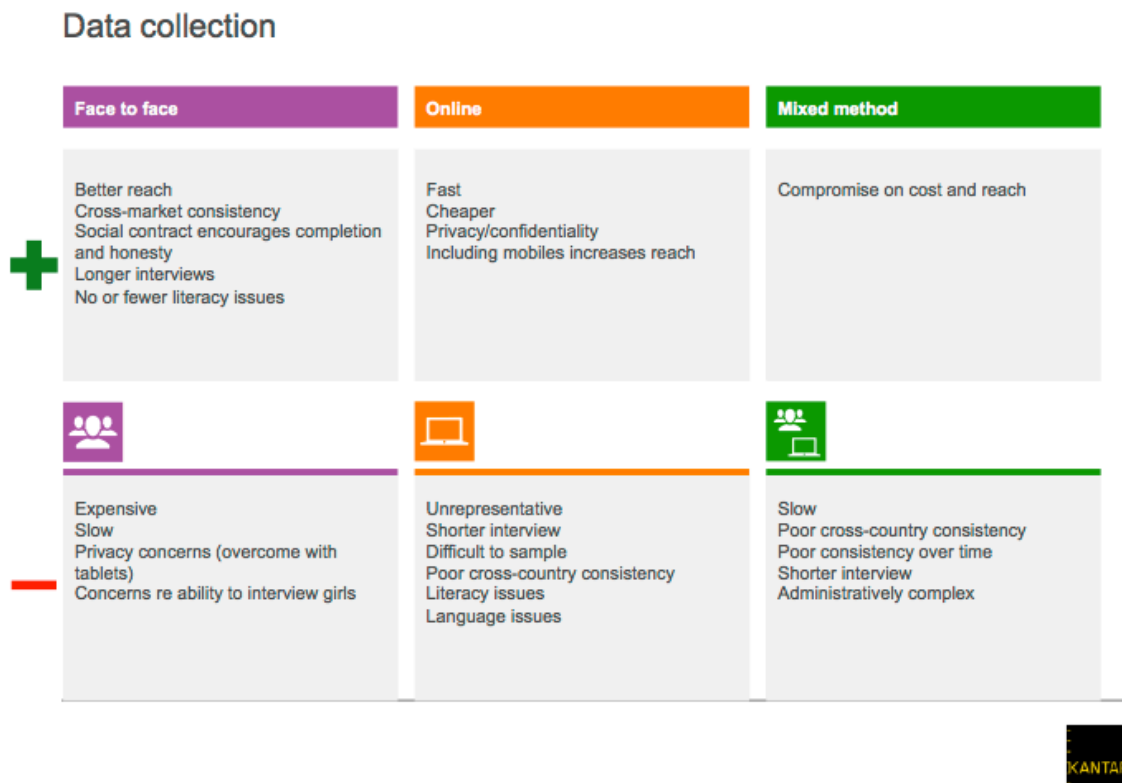 Data collection
Face to face
Better reach
Cross-market consistency
Social contract encourages completion
and honesty
Longer interviews
No or fewer literacy issues
Online
Fast
Cheaper
Privacy/confidentiality
Including mobiles increases reach
Mixed method
Compromise on cost and reach
Expensive
Slow
Privacy concerns (overcome with
tablets)
Concerns re ability to interview girls
Unrepresentative
Shorter interview
Difficult to sample
Poor cross-country consistency
Literacy issues
Language issues
Slow
Poor cross-country consistency
Poor consistency over time
Shorter interview
Administratively complex
KANTAR